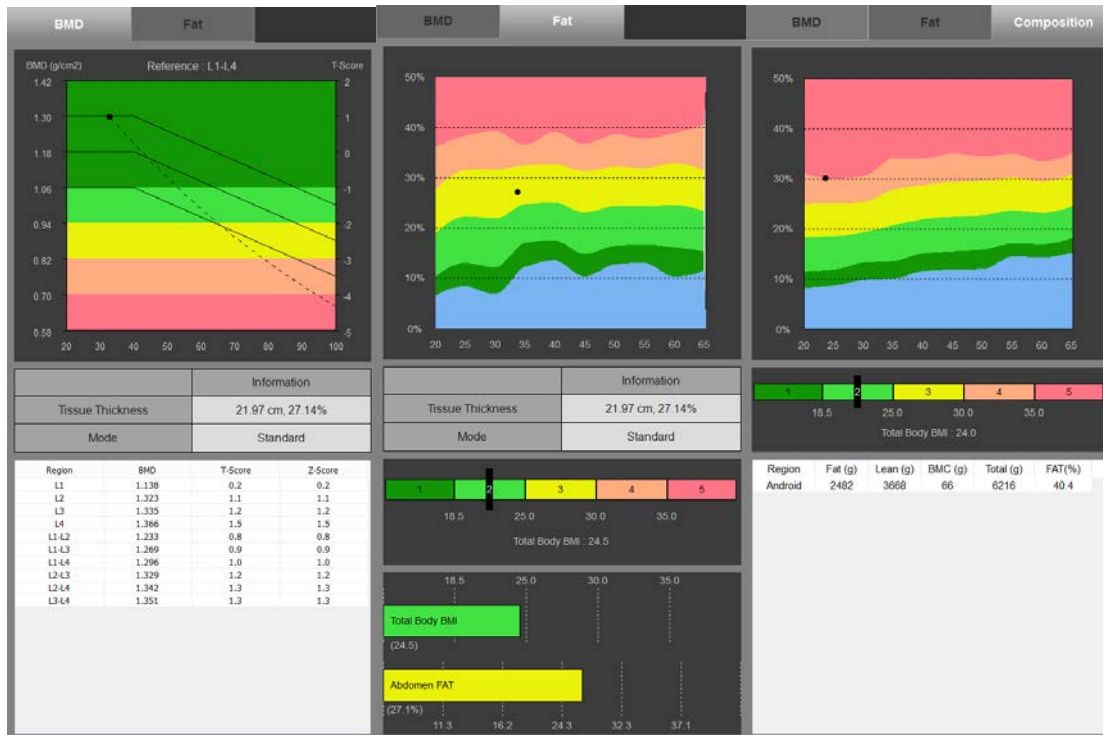 BMD Fat
BMD (g/cm2) Reference : L1-L4 T-Score
1.42 2
1.30 1
1.18 0
1.06 -1
0.94 -2
0.82 -3
0.70 -4
0.58 -5
20 30 40 50 60 70 80 90 100
Information
Tissue Thickness 21.97 cm, 27.14%
Mode Standard
Region BMD T-Score Z-Score
L1 1.138 0.2 0.2
L2 1.323 1.1 1.1
L3 1.335 1.2 1.2
L4 1.366 1.5 1.5
L1-L2 1.233 0.8 0.8
L1-L3 1.269 0.9 0.9
L1-L4 1.296 1.0 1.0
L2-L3 1.329 1.2 1.2
L2-L4 1.342 1.3 1.3
L3-L4 1.351 1.3 1.3
BMD Fat
50%
40%
30%
20%
10%
0%
20 25 30 35 40 45 50 55 60 65
Information
Tissue Thickness 21.97 cm, 27.14%
Mode Standard
1 2 3 4 5
18.5 25.0 30.0 35.0
Total Body BMI : 24.5
18.5 25.0 30.0 35.0
Total Body BMI
(24.5)
Abdomen FAT
(27.1%)
11.3 16.2 24.3 32.3 37.1
BMD Fat Composition
50%
40%
30%
20%
10%
0%
20 25 30 35 40 45 50 55 60 65
1 2 3 4 5
18.5 25.0 30.0 35.0
Total Body BMI : 24.0
Region Fat (g) Lean (g) BMC (g) Total (g) FAT(%)
Android 2482 3668 66 6216 40.4